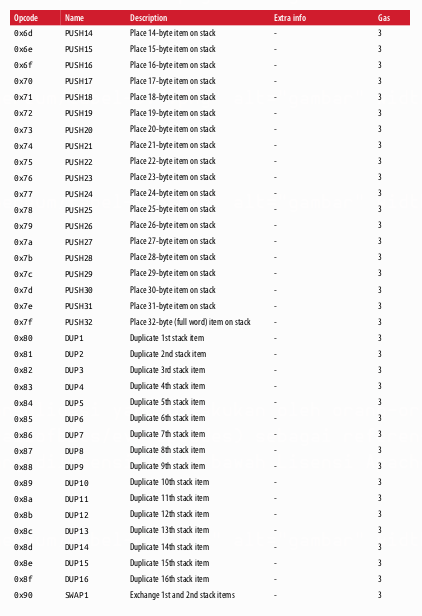 Opcode Name Description Extra info Gas
0x6d PUSH14 Place 14-byte item on stack - 3
0x6e PUSH15 Place 15-byte item on stack - 3
0x6f PUSH16 Place 16-byte item on stack - 3
0x70 PUSH17 Place 17-byte item on stack - 3
0x71 PUSH18 Place 18-byte item on stack - 3
0x72 PUSH19 Place 19-byte item on stack - 3
0x73 PUSH20 Place 20-byte item on stack - 3
0x74 PUSH21 Place 21-byte item on stack - 3
0x75 PUSH22 Place 22-byte item on stack - 3
0x76 PUSH23 Place 23-byte item on stack - 3
0x77 PUSH24 Place 24-byte item on stack - 3
0x78 PUSH25 Place 25-byte item on stack - 3
0x79 PUSH26 Place 26-byte item on stack - 3
0x7a PUSH27 Place 27-byte item on stack - 3
0x7b PUSH28 Place 28-byte item on stack - 3
0x7c PUSH29 Place 29-byte item on stack - 3
0x7d PUSH30 Place 30-byte item on stack - 3
0x7e PUSH31 Place 31-byte item on stack - 3
0x7f PUSH32 Place 32-byte (full word) item on stack - 3
0x80 DUP1 Duplicate 1st stack item - 3
0x81 DUP2 Duplicate 2nd stack item - 3
0x82 DUP3 Duplicate 3rd stack item - 3
0x83 DUP4 Duplicate 4th stack item - 3
0x84 DUP5 Duplicate 5th stack item - 3
0x85 DUP6 Duplicate 6th stack item - 3
0x86 DUP7 Duplicate 7th stack item - 3
0x87 DUP8 Duplicate 8th stack item - 3
0x88 DUP9 Duplicate 9th stack item - 3
0x89 DUP10 Duplicate 10th stack item - 3
0x8a DUP11 Duplicate 11th stack item - 3
0x8b DUP12 Duplicate 12th stack item - 3
0x8c DUP13 Duplicate 13th stack item - 3
0x8d DUP14 Duplicate 14th stack item - 3
0x8e DUP15 Duplicate 15th stack item - 3
0x8f DUP16 Duplicate 16th stack item - 3
0x90 SWAP1 Exchange 1st and 2nd stack items - 3